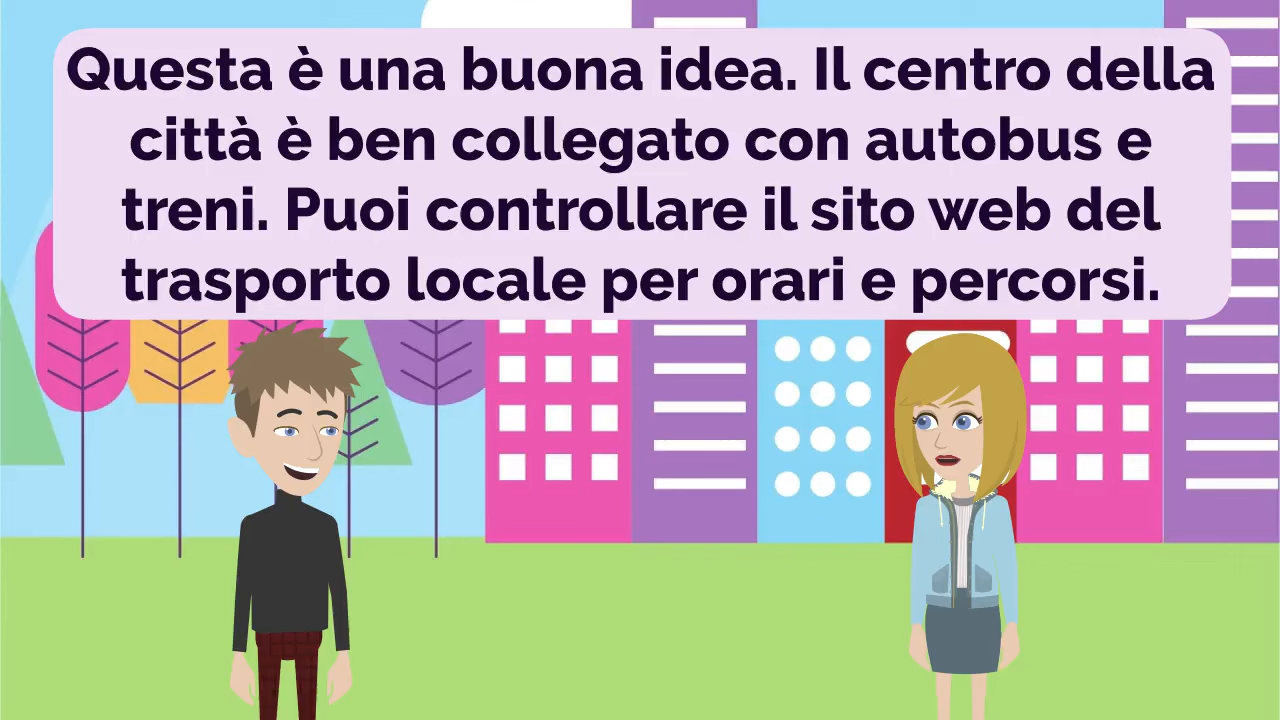 Questa è una buona idea. Il centro della
città è ben collegato con autobus e
treni. Puoi controllare il sito web del
trasporto locale per orari e percorsi.